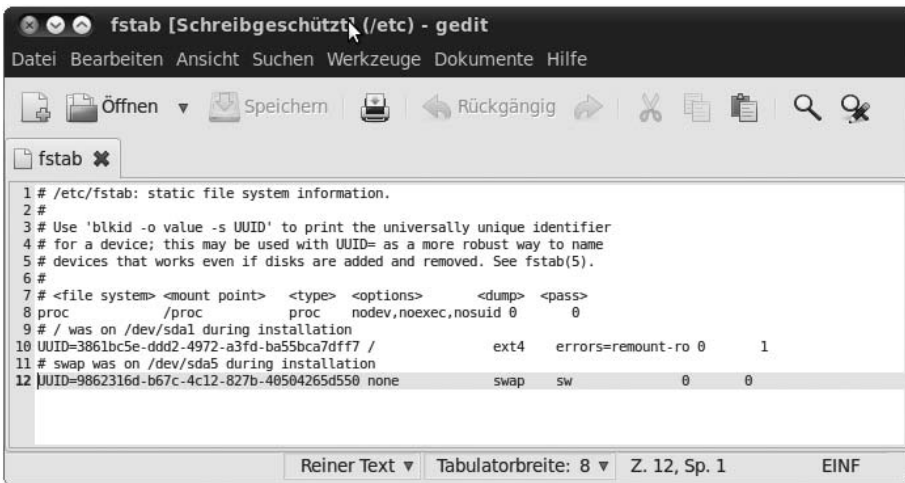 fstab [Schreibgeschützt] (/etc) - gedit
Datei Bearbeiten Ansicht Suchen Werkzeuge Dokumente Hilfe
Öffnen Speichern Rückgängig
fstab
1 # /etc/fstab: static file system information.
2 #
3 # Use 'blkid -o value -s UUID' to print the universally unique identifier
4 # for a device; this may be used with UUID= as a more robust way to name
5 # devices that works even if disks are added and removed. See fstab(5).
6 #
7 # <file system> <mount point> <type> <options> <dump> <pass>
8 proc /proc proc nodev,noexec,nosuid 0 0
9 # / was on /dev/sda1 during installation
10 UUID=3861bc5e-ddd2-4972-a3fd-ba55bca7dff7 / ext4 errors=remount-ro 0 1
11 # swap was on /dev/sda5 during installation
12 UUID=9862316d-b67c-4c12-827b-40504265d550 none swap sw 0 0
Reiner Text Tabulatorbreite: 8 Z. 12, Sp. 1 EINF